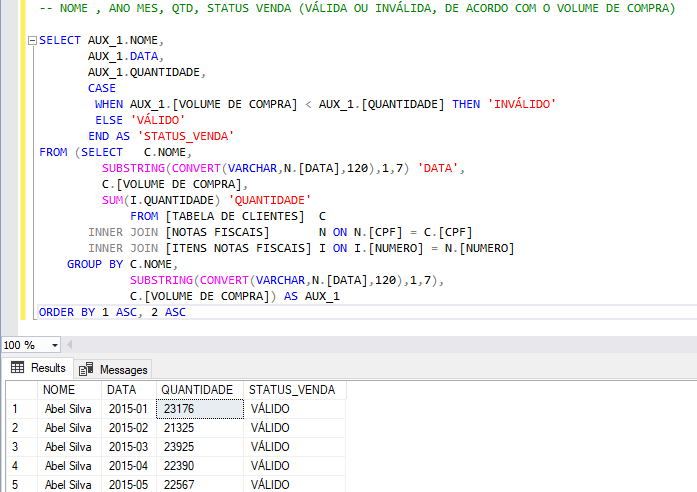 -- NOME , ANO MES, QTD, STATUS VENDA (VÁLIDA OU INVÁLIDA, DE ACORDO COM O VOLUME DE COMPRA)
SELECT AUX_1.NOME,
AUX_1.DATA,
AUX_1.QUANTIDADE,
CASE
WHEN AUX_1.[VOLUME DE COMPRA] < AUX_1.[QUANTIDADE] THEN 'INVÁLIDO'
ELSE 'VÁLIDO'
END AS 'STATUS_VENDA'
FROM (SELECT C.NOME,
SUBSTRING(CONVERT(VARCHAR,N.[DATA],120),1,7) 'DATA',
C.[VOLUME DE COMPRA],
SUM(I.QUANTIDADE) 'QUANTIDADE'
FROM [TABELA DE CLIENTES] C
INNER JOIN [NOTAS FISCAIS] N ON N.[CPF] = C.[CPF]
INNER JOIN [ITENS NOTAS FISCAIS] I ON I.[NUMERO] = N.[NUMERO]
GROUP BY C.NOME,
SUBSTRING(CONVERT(VARCHAR,N.[DATA],120),1,7),
C.[VOLUME DE COMPRA]) AS AUX_1
ORDER BY 1 ASC, 2 ASC
100 %
Results Messages
NOME DATA QUANTIDADE STATUS_VENDA
1 Abel Silva 2015-01 23176 VÁLIDO
2 Abel Silva 2015-02 21325 VÁLIDO
3 Abel Silva 2015-03 23925 VÁLIDO
4 Abel Silva 2015-04 22390 VÁLIDO
5 Abel Silva 2015-05 22567 VÁLIDO